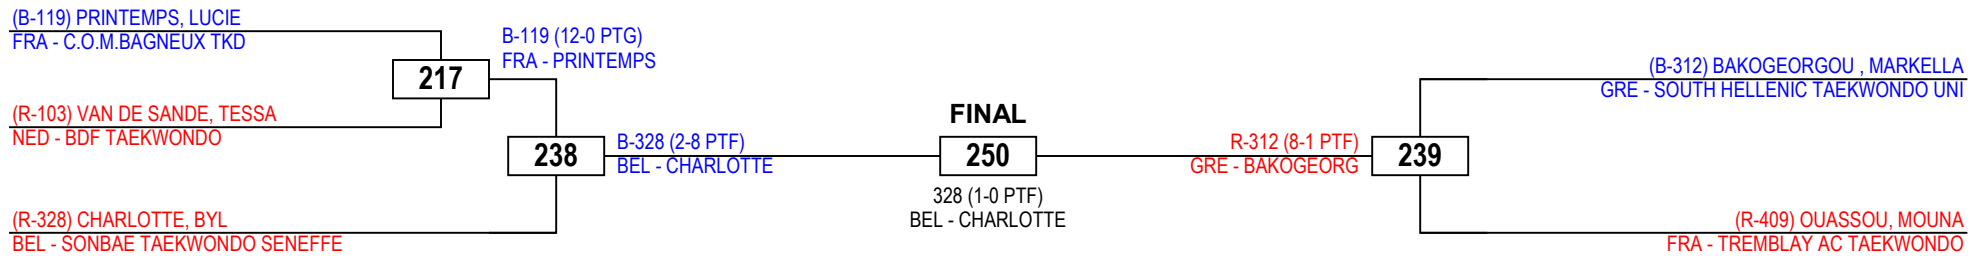 (B-119) PRINTEMPS, LUCIE
FRA - C.O.M.BAGNEUX TKD
217
(R-103) VAN DE SANDE, TESSA
NED - BDF TAEKWONDO
B-119 (12-0 PTG)
FRA - PRINTEMPS
238
(R-328) CHARLOTTE, BYL
BEL - SONBAE TAEKWONDO SENEFFE
B-328 (2-8 PTF)
BEL - CHARLOTTE
FINAL
250
328 (1-0 PTF)
BEL - CHARLOTTE
R-312 (8-1 PTF)
GRE - BAKOGEORG
239
(B-312) BAKOGEORGOU , MARKELLA
GRE - SOUTH HELLENIC TAEKWONDO UNI
(R-409) OUASSOU, MOUNA
FRA - TREMBLAY AC TAEKWONDO